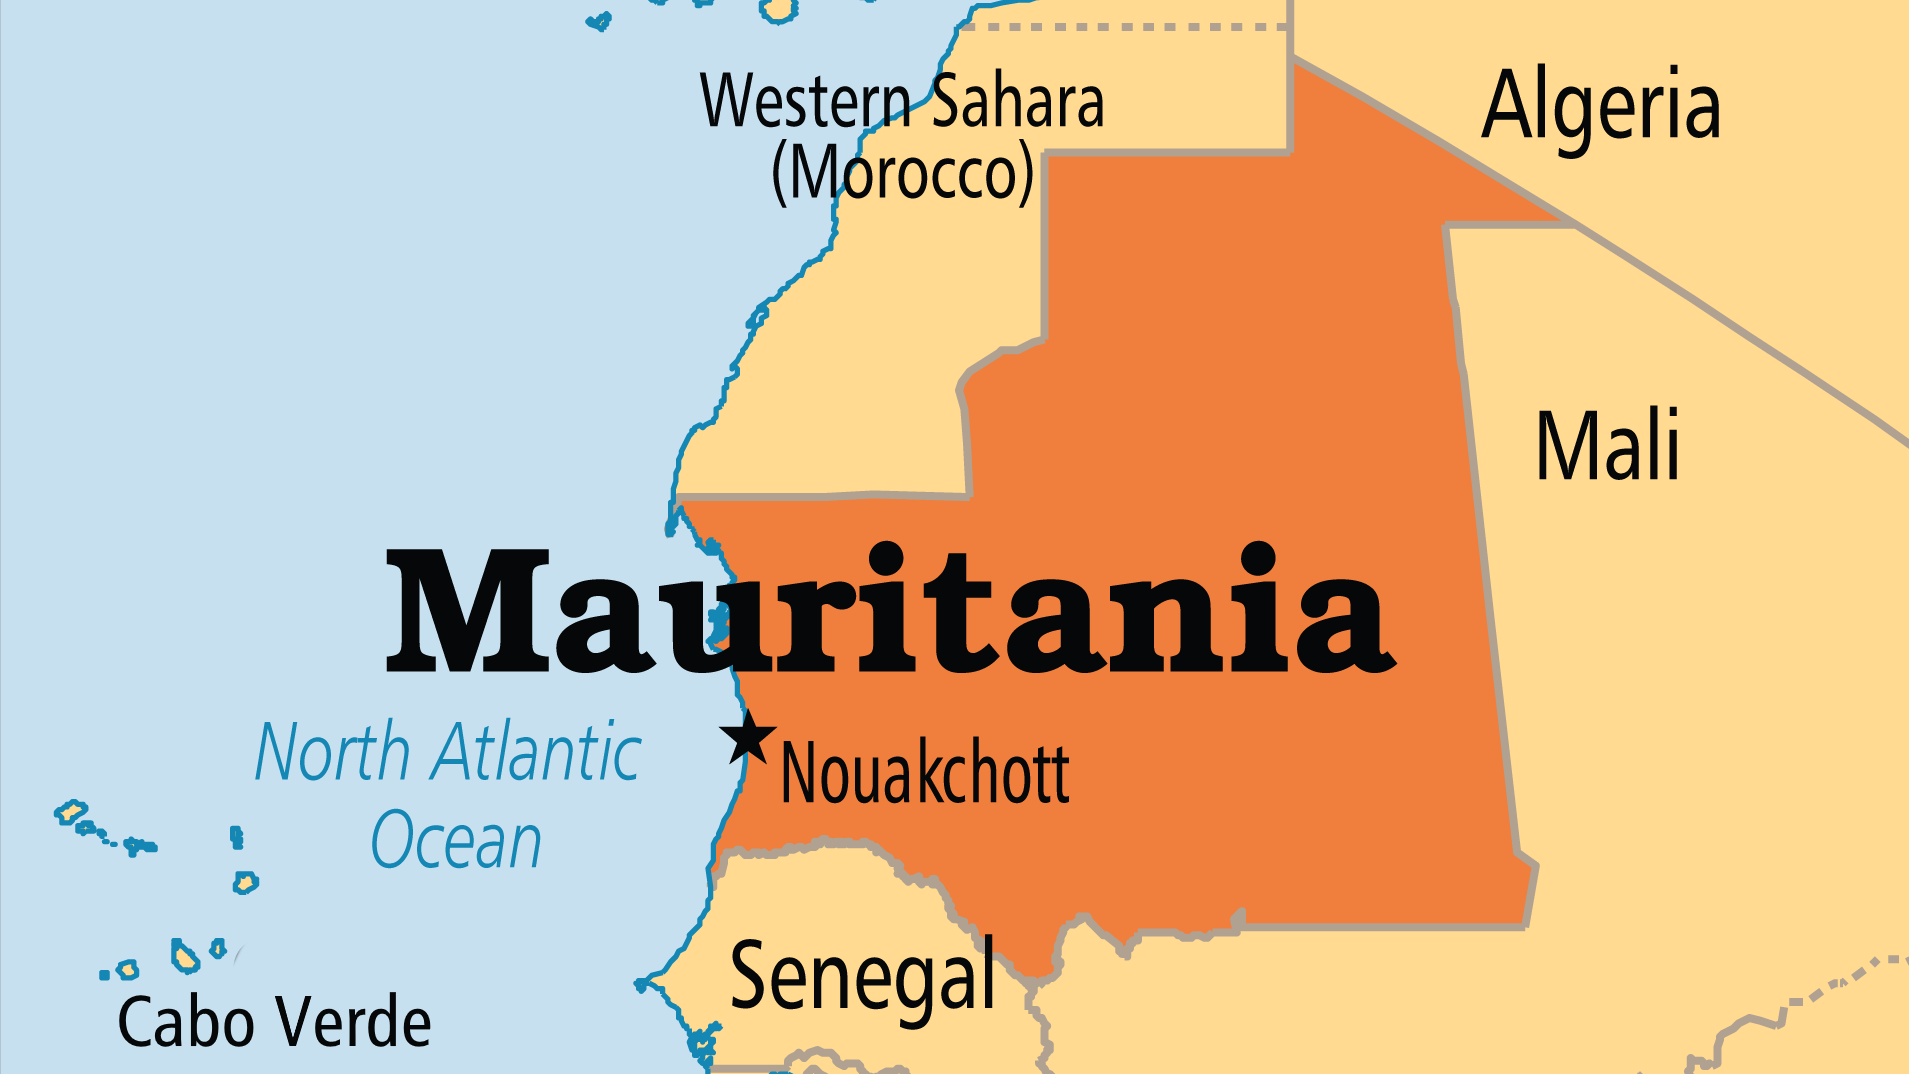 Western Sahara
(Morocco)
Algeria
Mali
Mauritania
North Atlantic
Ocean
Nouakchott
Senegal
Cabo Verde